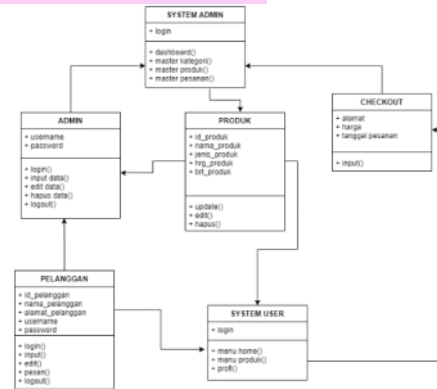 SYSTEM ADMIN
+ login
+ dashboard()
+ master kategori()
+ master produk()
+ master pesanan()
ADMIN
+ username
+ password
+ login()
+ input data()
+ edit data()
+ hapus data()
+ logout()
PRODUK
+ id_produk
+ nama_produk
+ jenis_produk
+ hrg_produk
+ brt_produk
+ update()
+ edit()
+ hapus()
CHECKOUT
+ alamat
+ harga
+ tanggal pesanan
+ input()
PELANGGAN
+ id_pelanggan
+ nama_pelanggan
+ alamat_pelanggan
+ username
+ password
+ login()
+ input()
+ edit()
+ pesan()
+ logout()
SYSTEM USER
+ login
+ menu home()
+ menu produk()
+ profi()